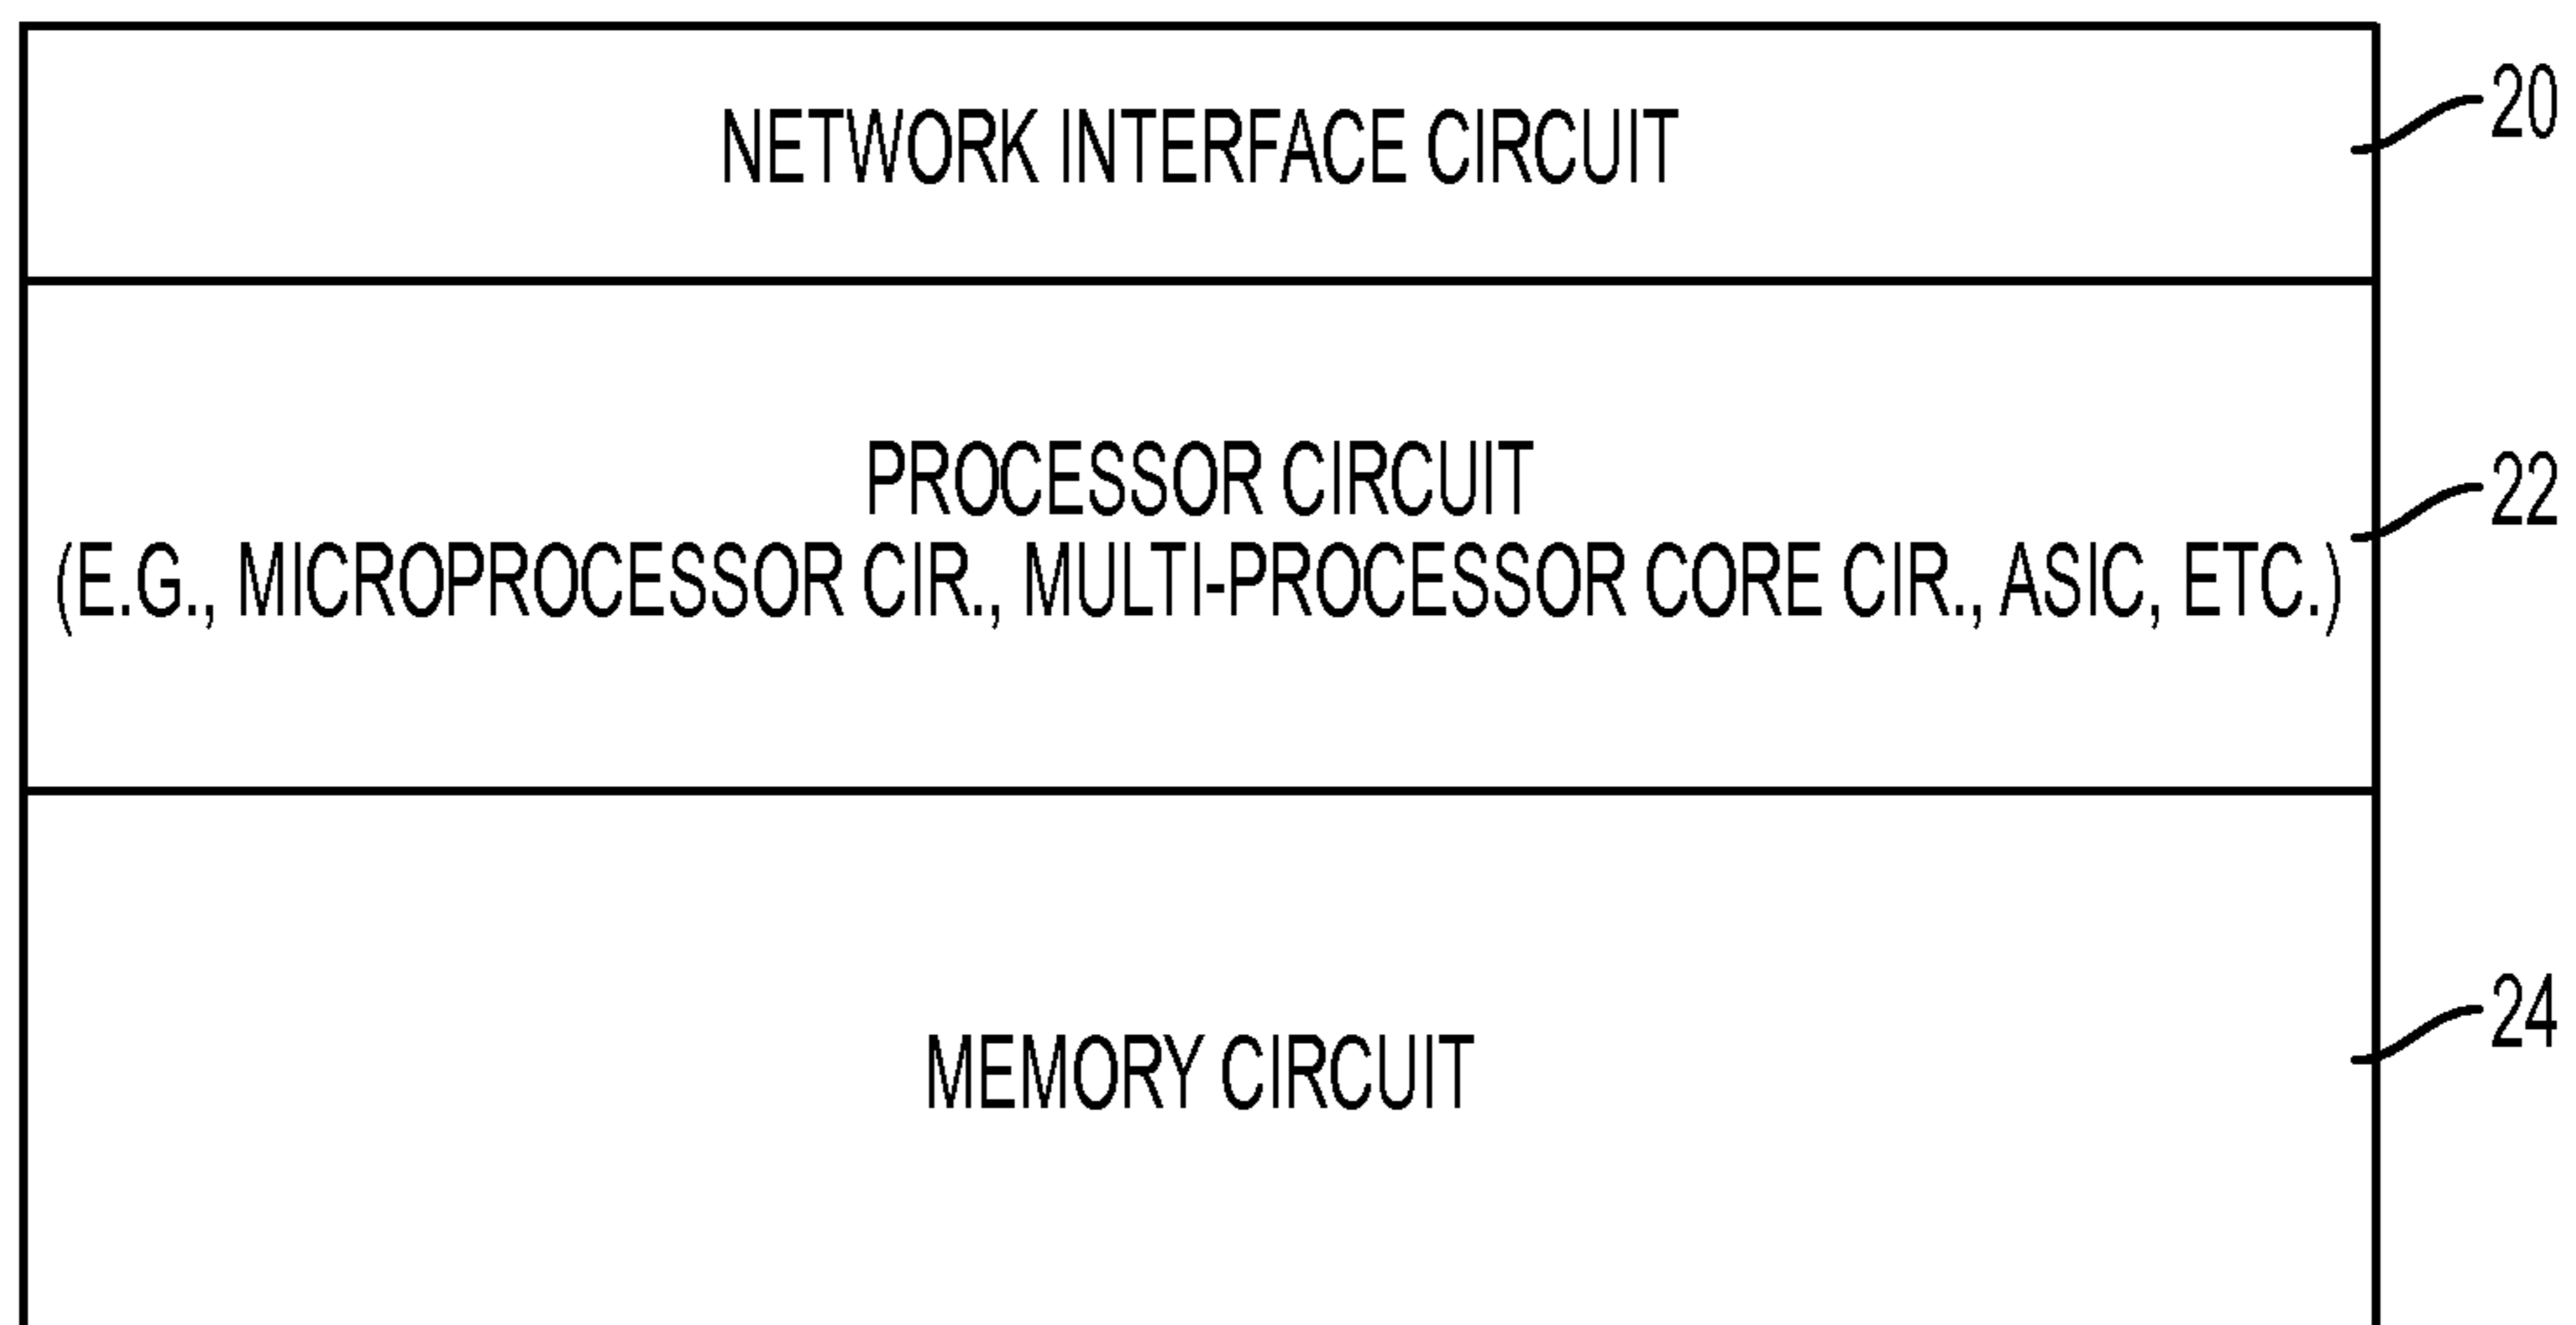 NETWORK INTERFACE CIRCUIT
20
PROCESSOR CIRCUIT
22
(E.G., MICROPROCESSOR CIR., MULTI-PROCESSOR CORE CIR., ASIC, ETC.)
MEMORY CIRCUIT
24